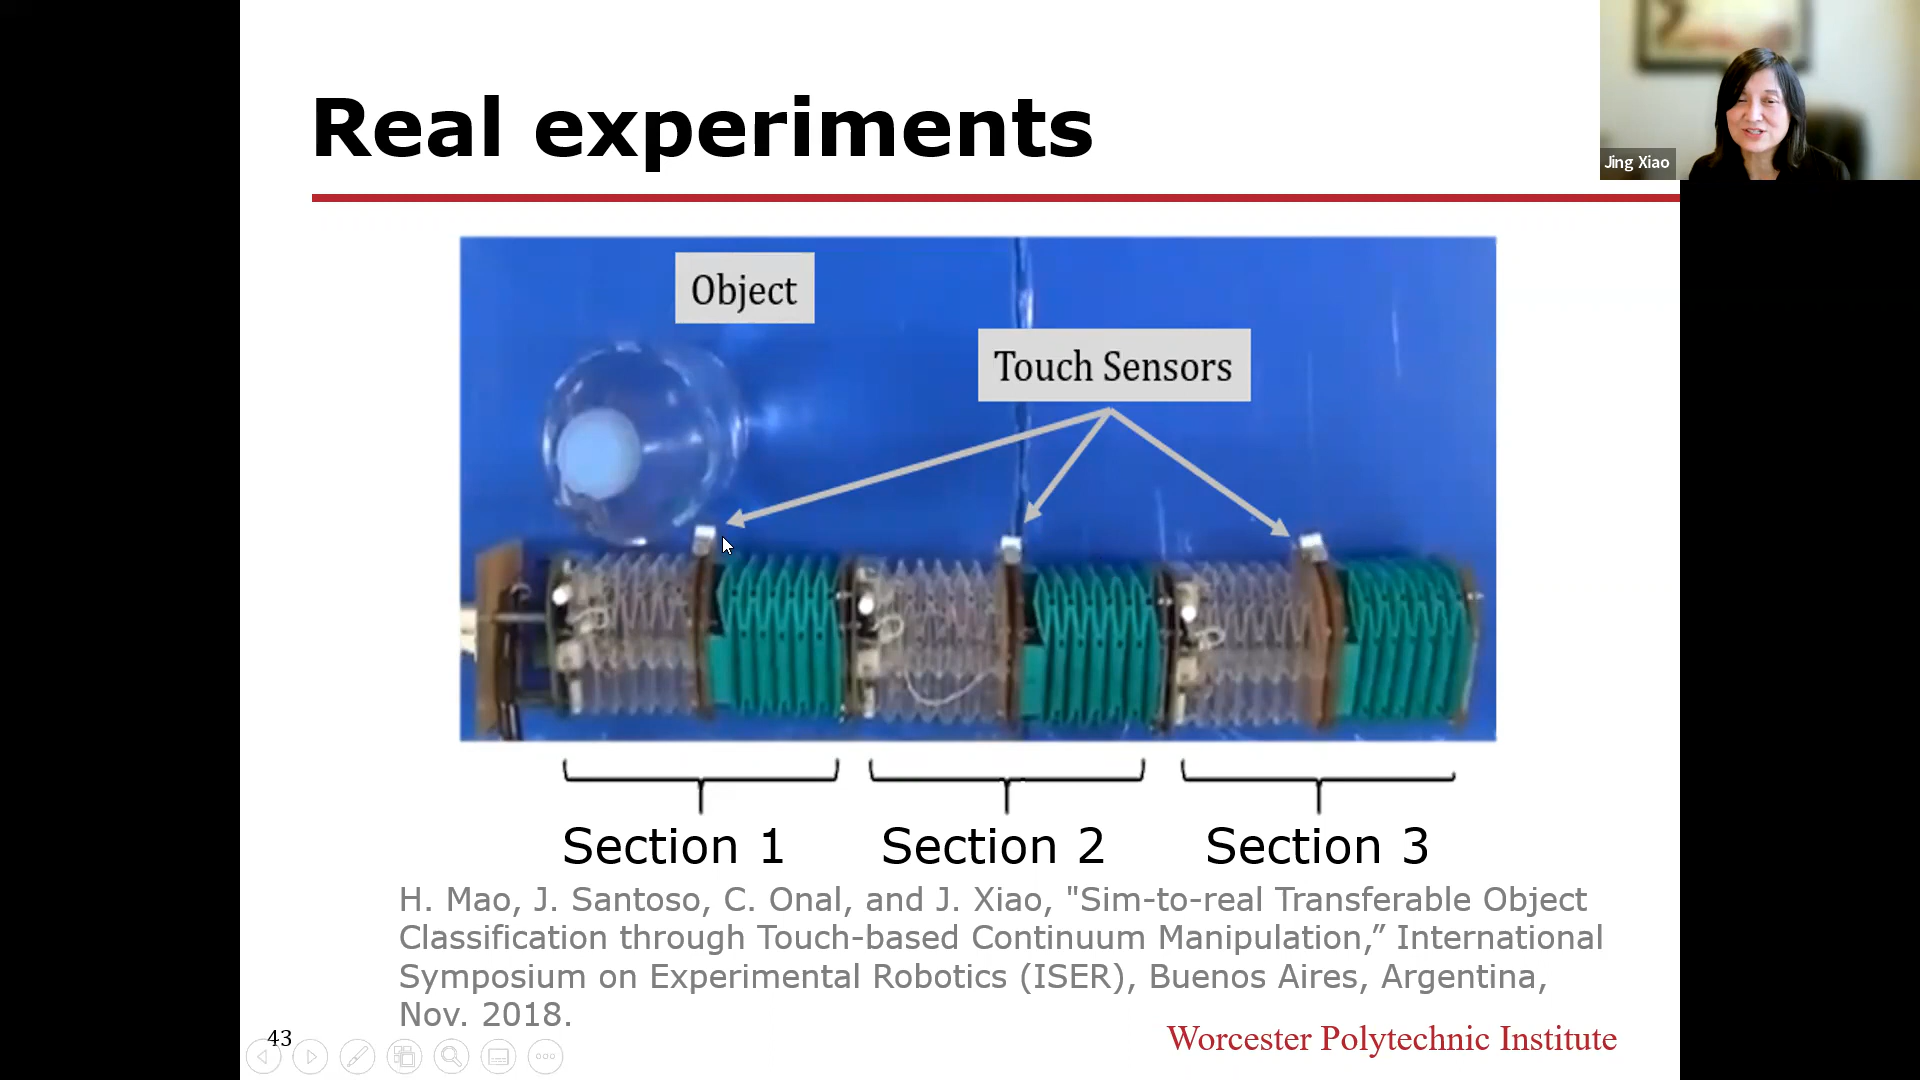 Real experiments
Jing Xiao
Object
Touch Sensors
Section 1 Section 2 Section 3
H. Mao, J. Santoso, C. Onal, and J. Xiao, "Sim-to-real Transferable Object
Classification through Touch-based Continuum Manipulation,” International
Symposium on Experimental Robotics (ISER), Buenos Aires, Argentina,
Nov. 2018.
43
Worcester Polytechnic Institute